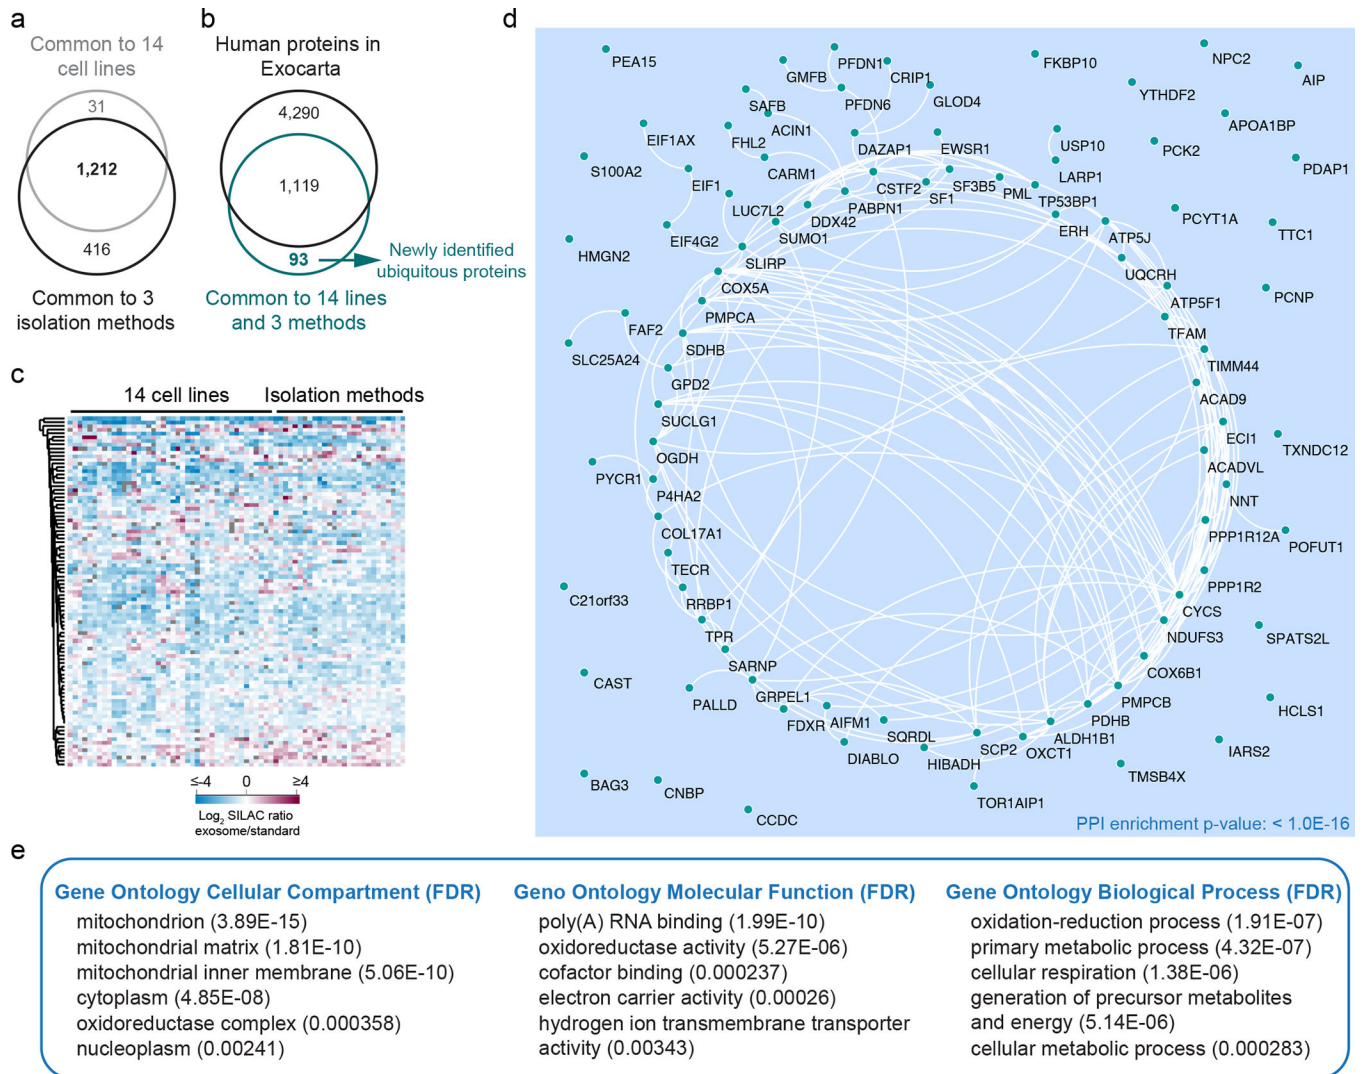 a
Common to 14
cell lines
31
1,212
416
Common to 3
isolation methods
b
Human proteins in
Exocarta
4,290
1,119
93
Newly identified
ubiquitous proteins
Common to 14 lines
and 3 methods
c
14 cell lines
Isolation methods
≤-4
0
≥4
Log2 SILAC ratio
exosome/standard
d
PEA15
GMFB
PFDN1
CRIP1
PFDN6
GLOD4
FKBP10
NPC2
AIP
YTHDF2
SAFB
ACIN1
APOA1BP
EIF1AX
FHL2
DAZAP1
EWSR1
USP10
PCK2
S100A2
CARM1
LARP1
PDAP1
EIF1
CSTF2
SF3B5
PML
SF1
TP53BP1
LUC7L2
PABPN1
DDX42
PCYT1A
EIF4G2
SUMO1
ERH
ATP5J
TTC1
HMGN2
SLIRP
UQCRH
COX5A
ATP5F1
PCNP
PMPCA
TFAM
FAF2
SDHB
SLC25A24
TIMM44
GPD2
ACAD9
SUCLG1
ECI1
TXNDC12
OGDH
ACADVL
PYCR1
P4HA2
NNT
COL17A1
PPP1R12A
POFUT1
TECR
PPP1R2
C21orf33
RRBP1
CYCS
TPR
NDUFS3
SPATS2L
SARNP
COX6B1
CAST
PALLD
GRPEL1
PMPCB
HCLS1
FDXR
AIFM1
PDHB
SQRDL
ALDH1B1
DIABLO
HIBADH
SCP2
OXCT1
IARS2
BAG3
CNBP
TMSB4X
TOR1AIP1
CCDC
PPI enrichment p-value: < 1.0E-16
e
Gene Ontology Cellular Compartment (FDR)
mitochondrion (3.89E-15)
mitochondrial matrix (1.81E-10)
mitochondrial inner membrane (5.06E-10)
cytoplasm (4.85E-08)
oxidoreductase complex (0.000358)
nucleoplasm (0.00241)
Geno Ontology Molecular Function (FDR)
poly(A) RNA binding (1.99E-10)
oxidoreductase activity (5.27E-06)
cofactor binding (0.000237)
electron carrier activity (0.00026)
hydrogen ion transmembrane transporter
activity (0.00343)
Gene Ontology Biological Process (FDR)
oxidation-reduction process (1.91E-07)
primary metabolic process (4.32E-07)
cellular respiration (1.38E-06)
generation of precursor metabolites
and energy (5.14E-06)
cellular metabolic process (0.000283)